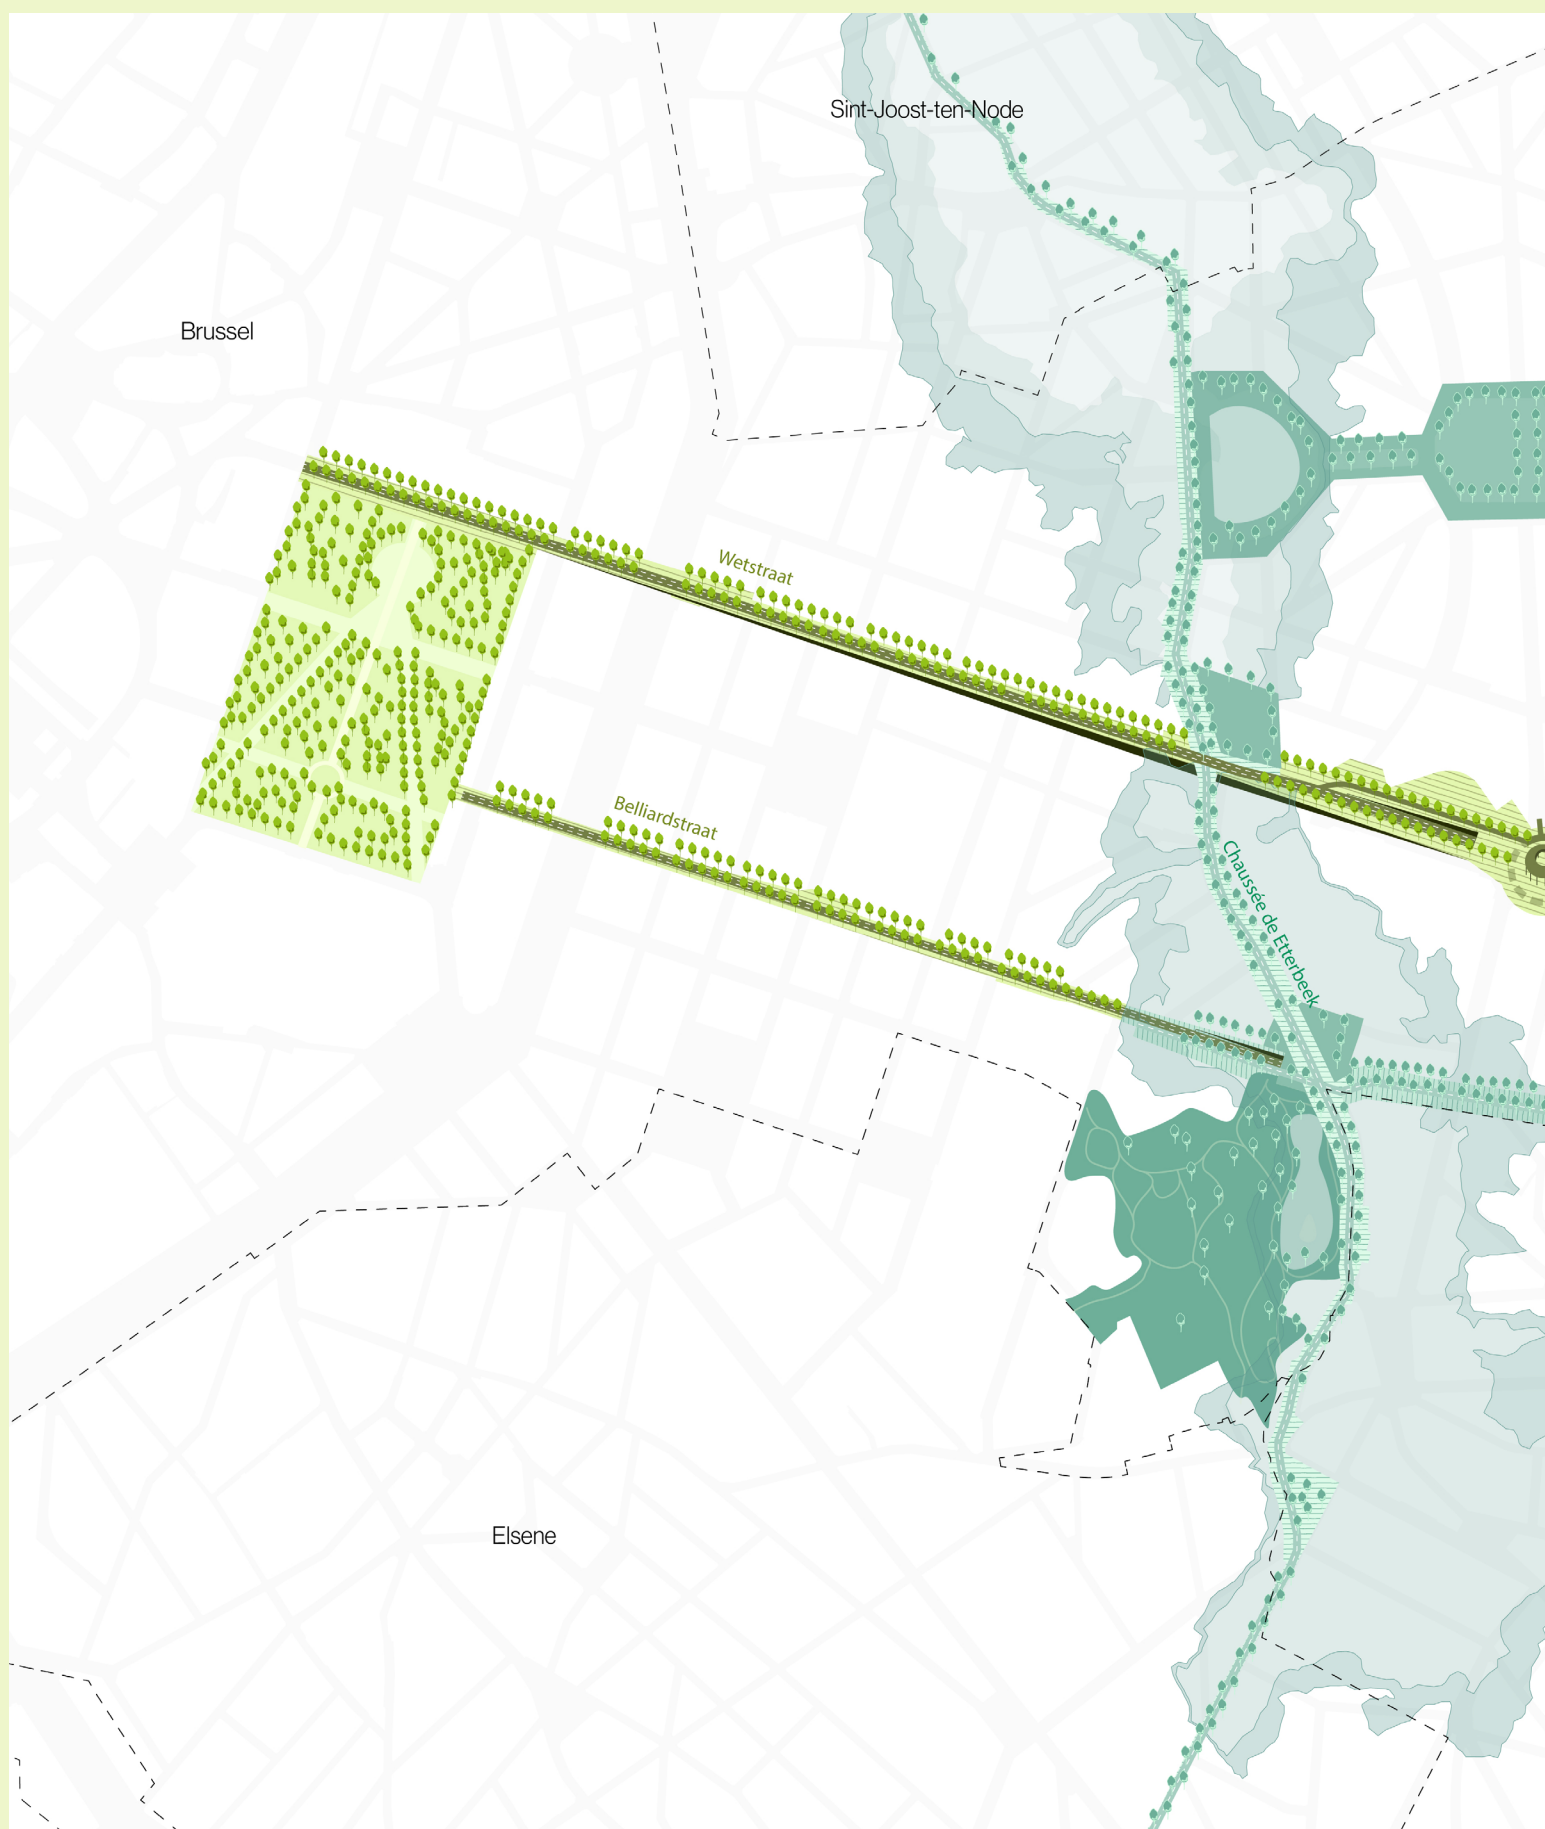 Sint-Joost-ten-Node
Brussel
Wetstraat
Belliardstraat
Chaussée de Etterbeek
Elsene